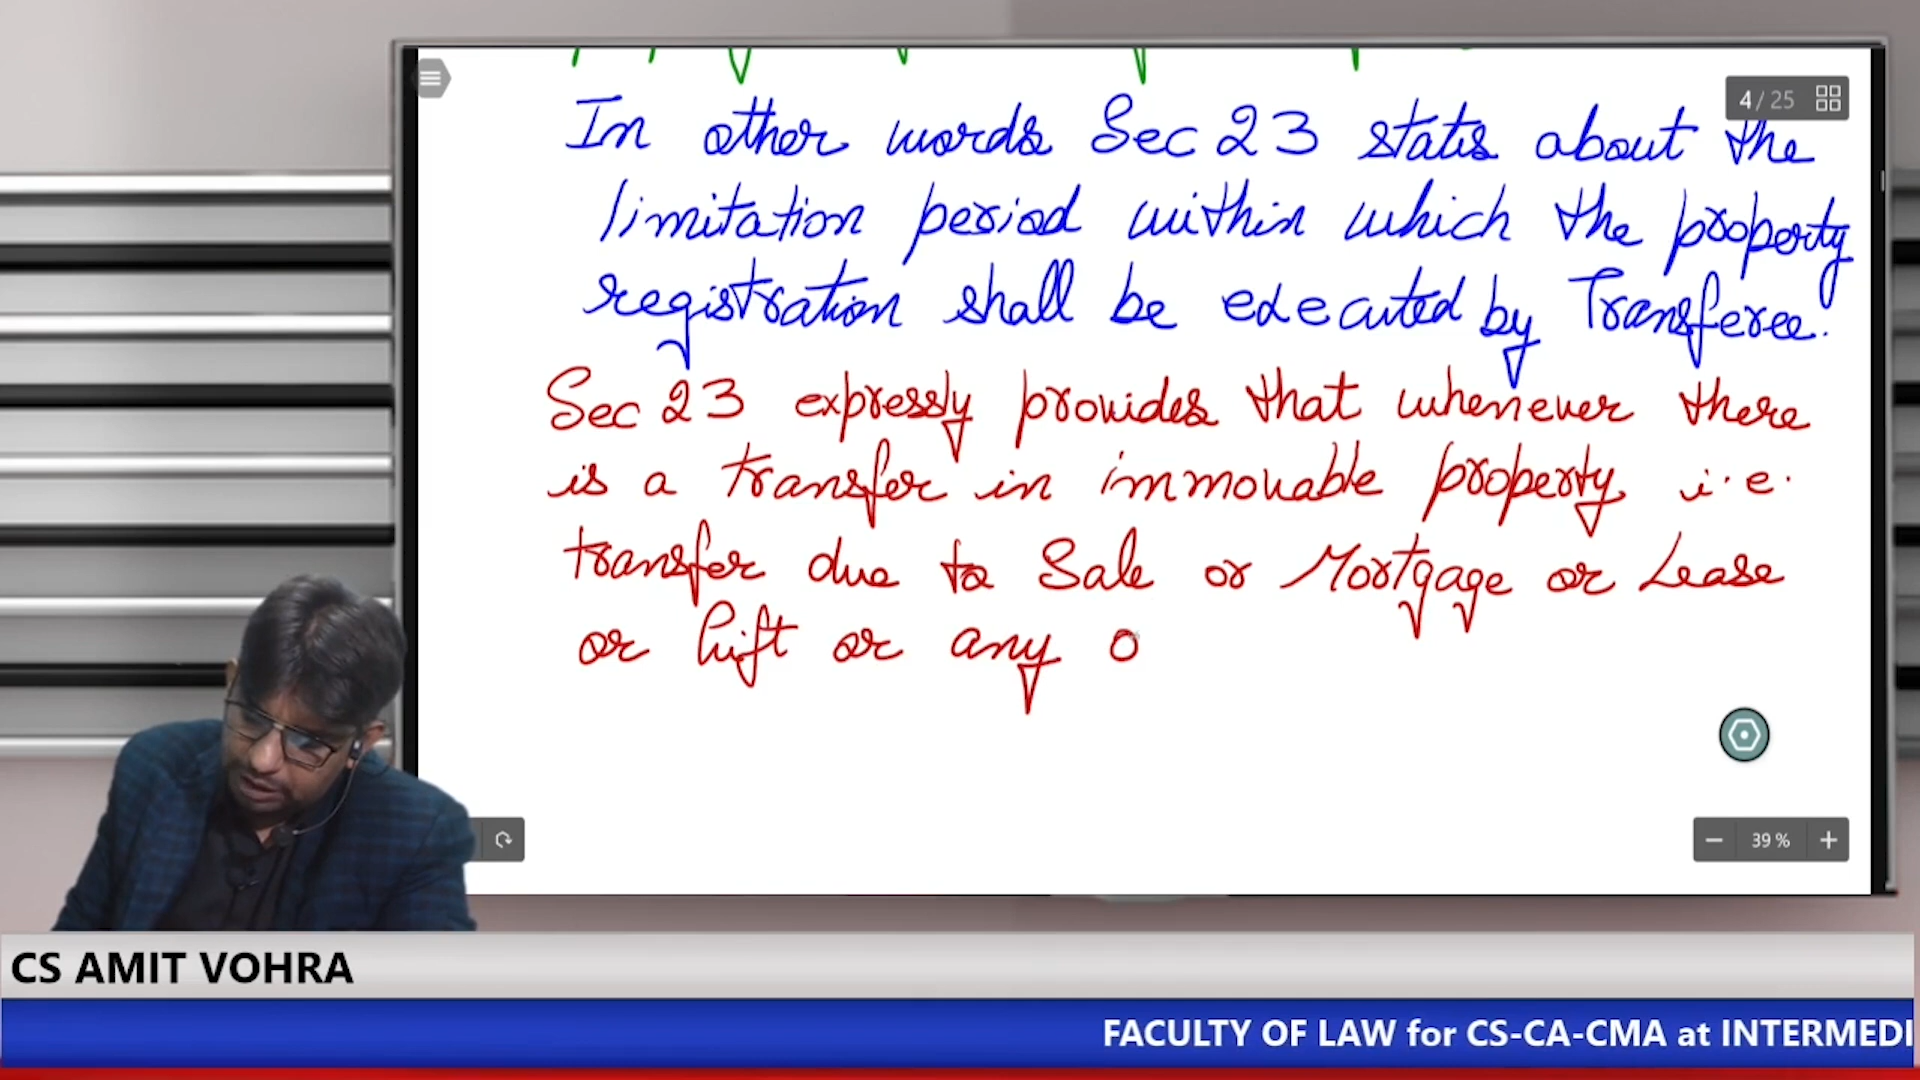 4 / 25
In other words Sec 23 states about the
limitation period within which the property
registration shall be executed by Transferee.
Sec 23 expressly provides that whenever there
is a transfer in immovable property i.e.
transfer due to Sale or Mortgage or Lease
or Gift or any o
39 %
CS AMIT VOHRA
FACULTY OF LAW for CS-CA-CMA at INTERMEDI